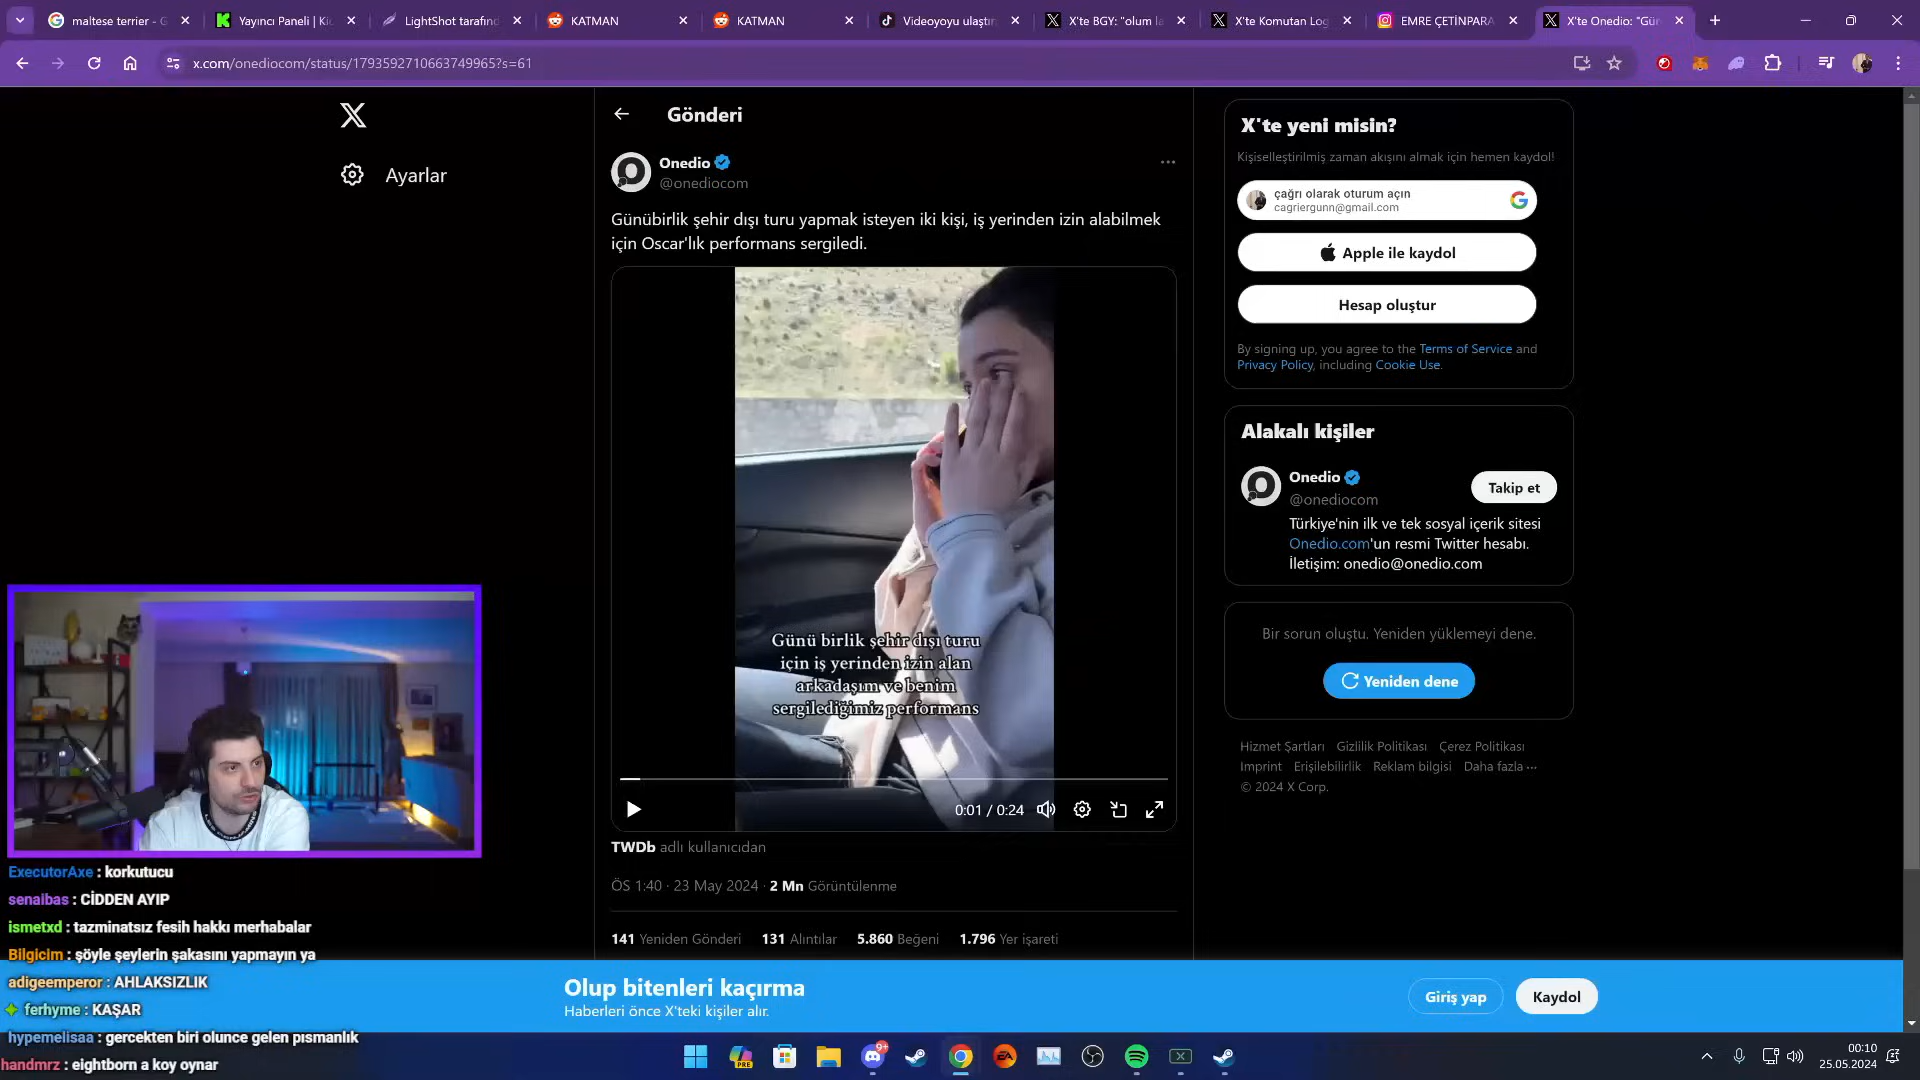 maltese terrier - G
Yayıncı Paneli | Kic
LightShot tarafınd
KATMAN
KATMAN
Videoyoyu ulaştır
X'te BGY: "olum la
X'te Komutan Log
EMRE ÇETİNPARA
X'te Onedio: "Gün
x.com/onediocom/status/1793592710663749965?s=61
Ayarlar
Gönderi
Onedio
@onediocom
Günübirlik şehir dışı turu yapmak isteyen iki kişi, iş yerinden izin alabilmek
için Oscar'lık performans sergiledi.
Günü birlik şehir dışı turu
için iş yerinden izin alan
arkadaşım ve benim
sergilediğimiz performans
0:01 / 0:24
TWDb adlı kullanıcıdan
ÖS 1:40 · 23 May 2024 · 2 Mn Görüntülenme
141 Yeniden Gönderi 131 Alıntılar 5.860 Beğeni 1.796 Yer işareti
X'te yeni misin?
Kişiselleştirilmiş zaman akışını almak için hemen kaydol!
çağrı olarak oturum açın
cagriergunn@gmail.com
Apple ile kaydol
Hesap oluştur
By signing up, you agree to the Terms of Service and
Privacy Policy, including Cookie Use.
Alakalı kişiler
Onedio
@onediocom
Takip et
Türkiye'nin ilk ve tek sosyal içerik sitesi
Onedio.com'un resmi Twitter hesabı.
İletişim: onedio@onedio.com
Bir sorun oluştu. Yeniden yüklemeyi dene.
Yeniden dene
Hizmet Şartları Gizlilik Politikası Çerez Politikası
Imprint Erişilebilirlik Reklam bilgisi Daha fazla ···
© 2024 X Corp.
ExecutorAxe : korkutucu
senaibas : CİDDEN AYIP
ismetxd : tazminatsız fesih hakkı merhabalar
Bilgicim : şöyle şeylerin şakasını yapmayın ya
adigeemperor : AHLAKSIZLIK
ferhyme : KAŞAR
hypemelisaa : gercekten biri olunce gelen pısmanlık
handmrz : eightborn a koy oynar
Olup bitenleri kaçırma
Haberleri önce X'teki kişiler alır.
Giriş yap
Kaydol
PRE
9+
EA
00:10
25.05.2024